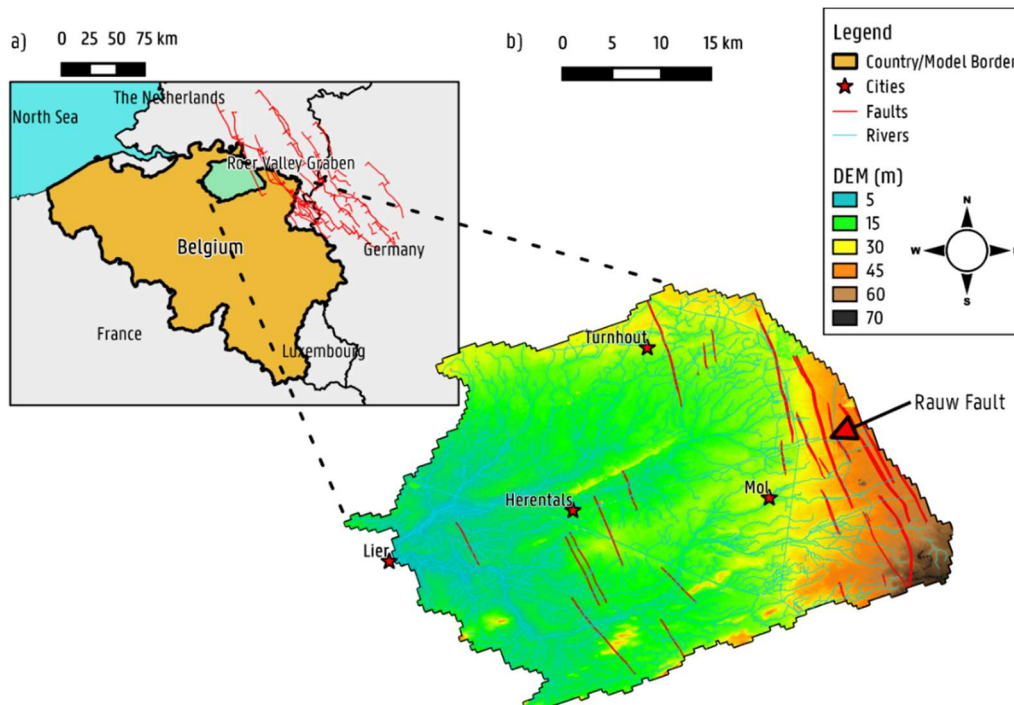 a)
0 25 50 75 km
b)
0 5 10 15 km
The Netherlands
North Sea
Roer Valley Graben
Belgium
Germany
France
Luxembourg
Legend
Country/Model Border
Cities
Faults
Rivers
DEM (m)
5
15
30
45
60
70
N
W
S
Turnhout
Rauw Fault
Mol
Herentals
Lier